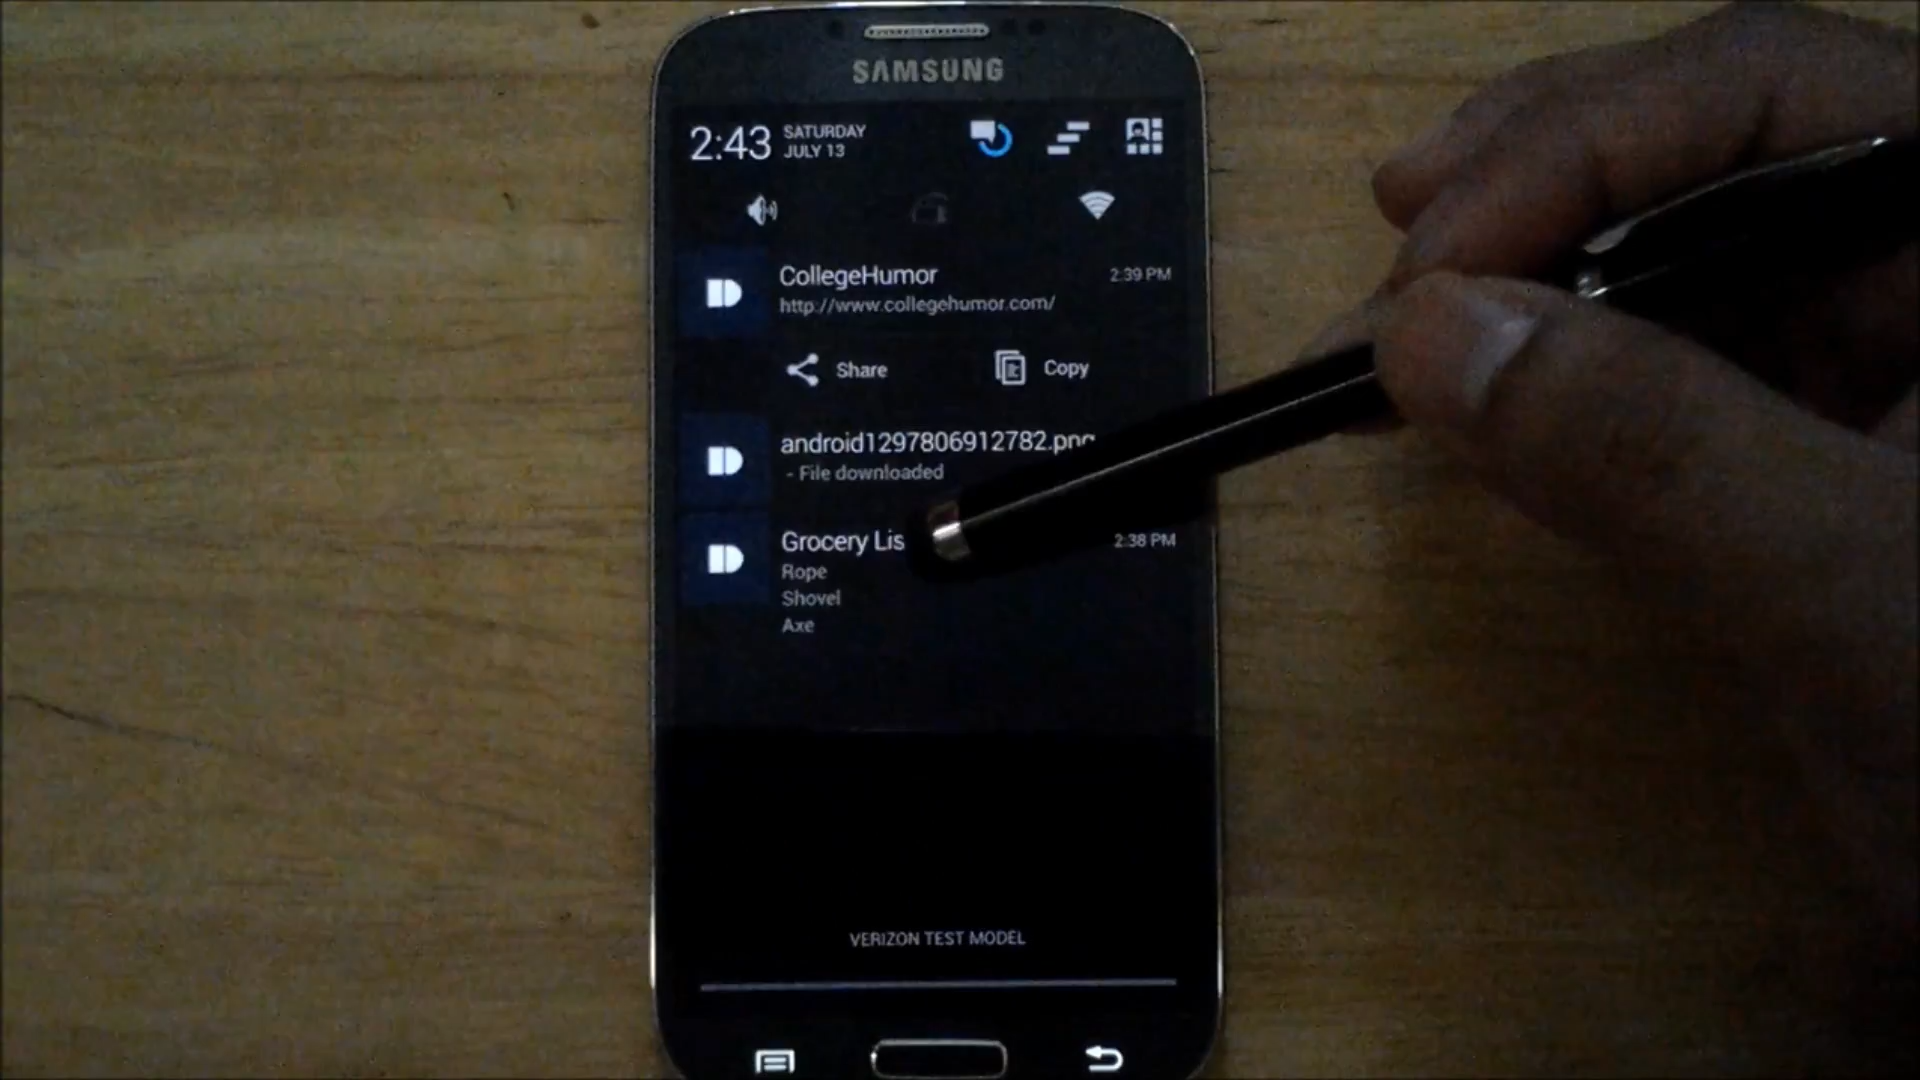 SAMSUNG
2:43 SATURDAY
JULY 13
CollegeHumor 2:39 PM
http://www.collegehumor.com/
Share Copy
android1297806912782.png
- File downloaded
Grocery Lis 2:38 PM
Rope
Shovel
Axe
VERIZON TEST MODEL